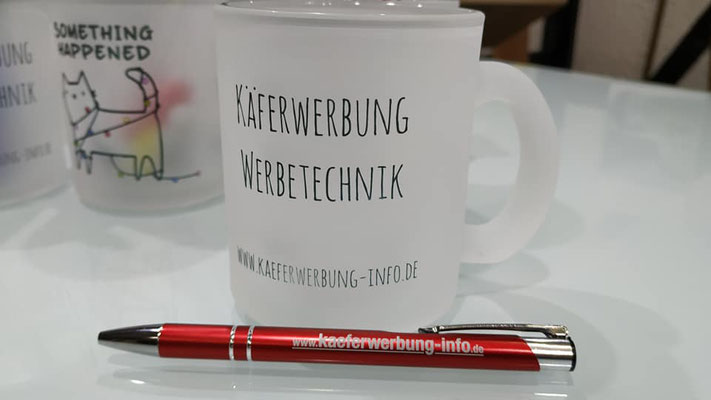 SOMETHING
HAPPENED
KÄFERWERBUNG
WERBETECHNIK
WWW.KAEFERWERBUNG-INFO.DE
www.kaeferwerbung-info.de